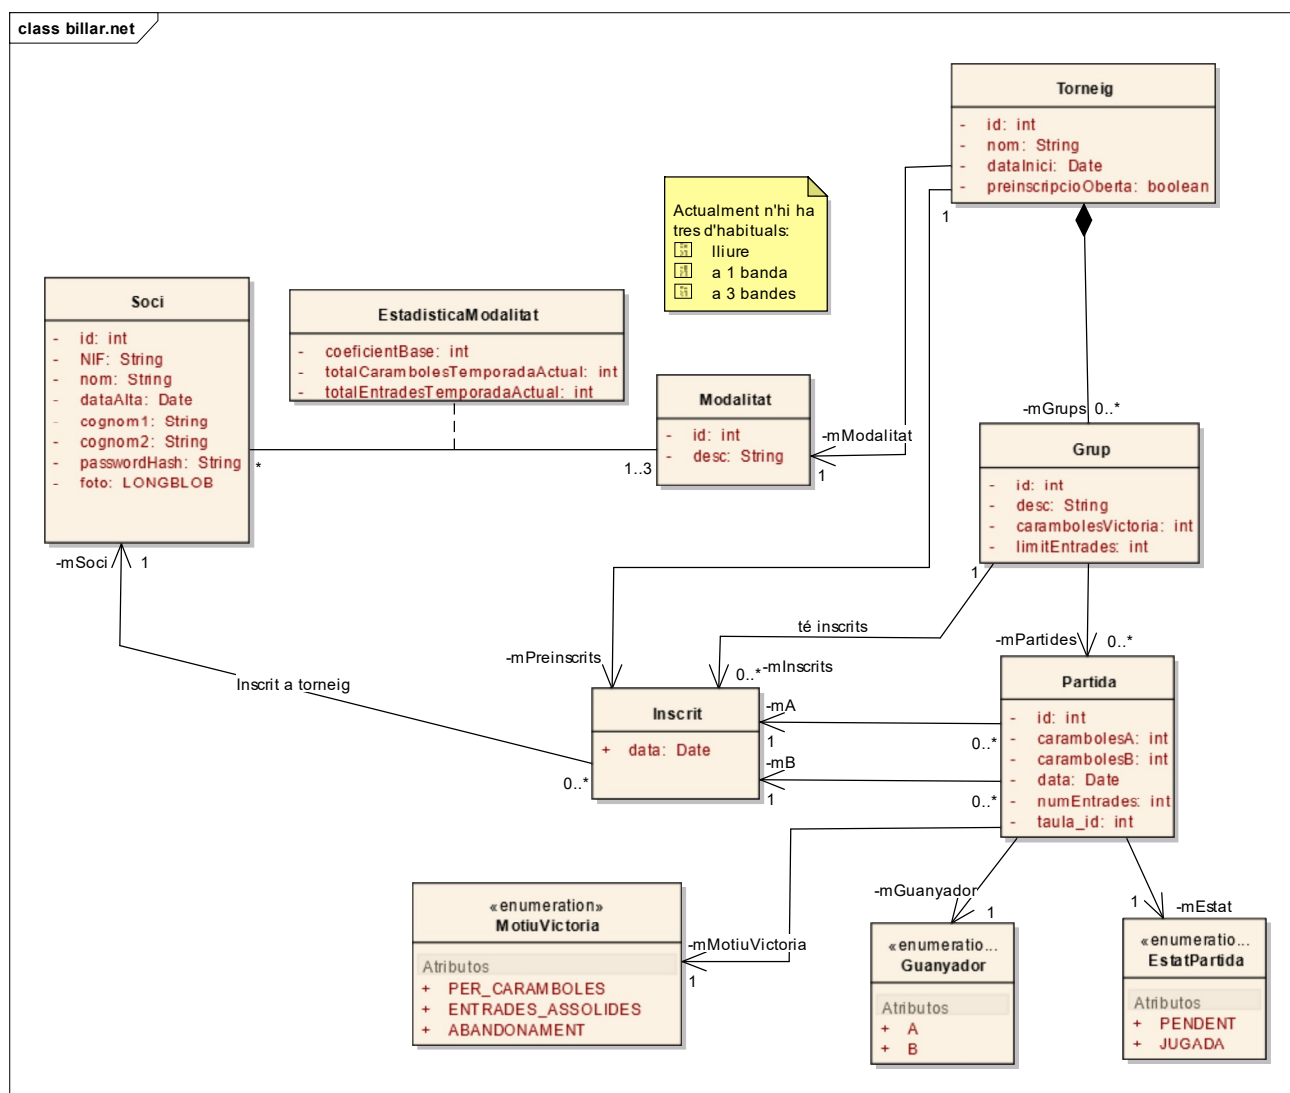 class billar.net
Torneig
- id: int
- nom: String
- dataInici: Date
- preinscripcioOberta: boolean
1
Actualment n'hi ha
tres d'habituals:
lliure
a 1 banda
a 3 bandes
Soci
- id: int
- NIF: String
- nom: String
- dataAlta: Date
- cognom1: String
- cognom2: String
- passwordHash: String
- foto: LONGBLOB
EstadisticaModalitat
- coeficientBase: int
- totalCarambolesTemporadaActual: int
- totalEntradesTemporadaActual: int
Modalitat
- id: int
- desc: String
-mModalitat
1
*
1..3
-mGrups 0..*
Grup
- id: int
- desc: String
- carambolesVictoria: int
- limitEntrades: int
1
-mSoci 1
té inscrits
-mPartides 0..*
-mPreinscrits
0..* -mInscrits
Inscrit a torneig
0..*
Inscrit
+ data: Date
-mA
1
0..*
-mB
1
0..*
Partida
- id: int
- carambolesA: int
- carambolesB: int
- data: Date
- numEntrades: int
- taula_id: int
-mMotiuVictoria
1
-mGuanyador
1
1 -mEstat
«enumeration»
MotiuVictoria
Atributos
+ PER_CARAMBOLES
+ ENTRADES_ASSOLIDES
+ ABANDONAMENT
«enumeratio...
Guanyador
Atributos
+ A
+ B
«enumeratio...
EstatPartida
Atributos
+ PENDENT
+ JUGADA